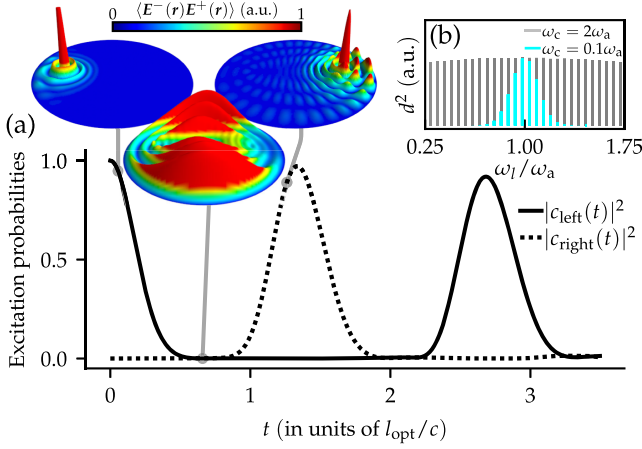 0 ⟨E⁻(r)E⁺(r)⟩ (a.u.) 1
(b)
ω_c = 2ω_a
ω_c = 0.1ω_a
d² (a.u.)
0.25 1.00 1.75
ω_l/ω_a
(a)
Excitation probabilities
1.0
0.5
0.0
|c_left(t)|²
|c_right(t)|²
0 1 2 3
t (in units of l_opt/c)